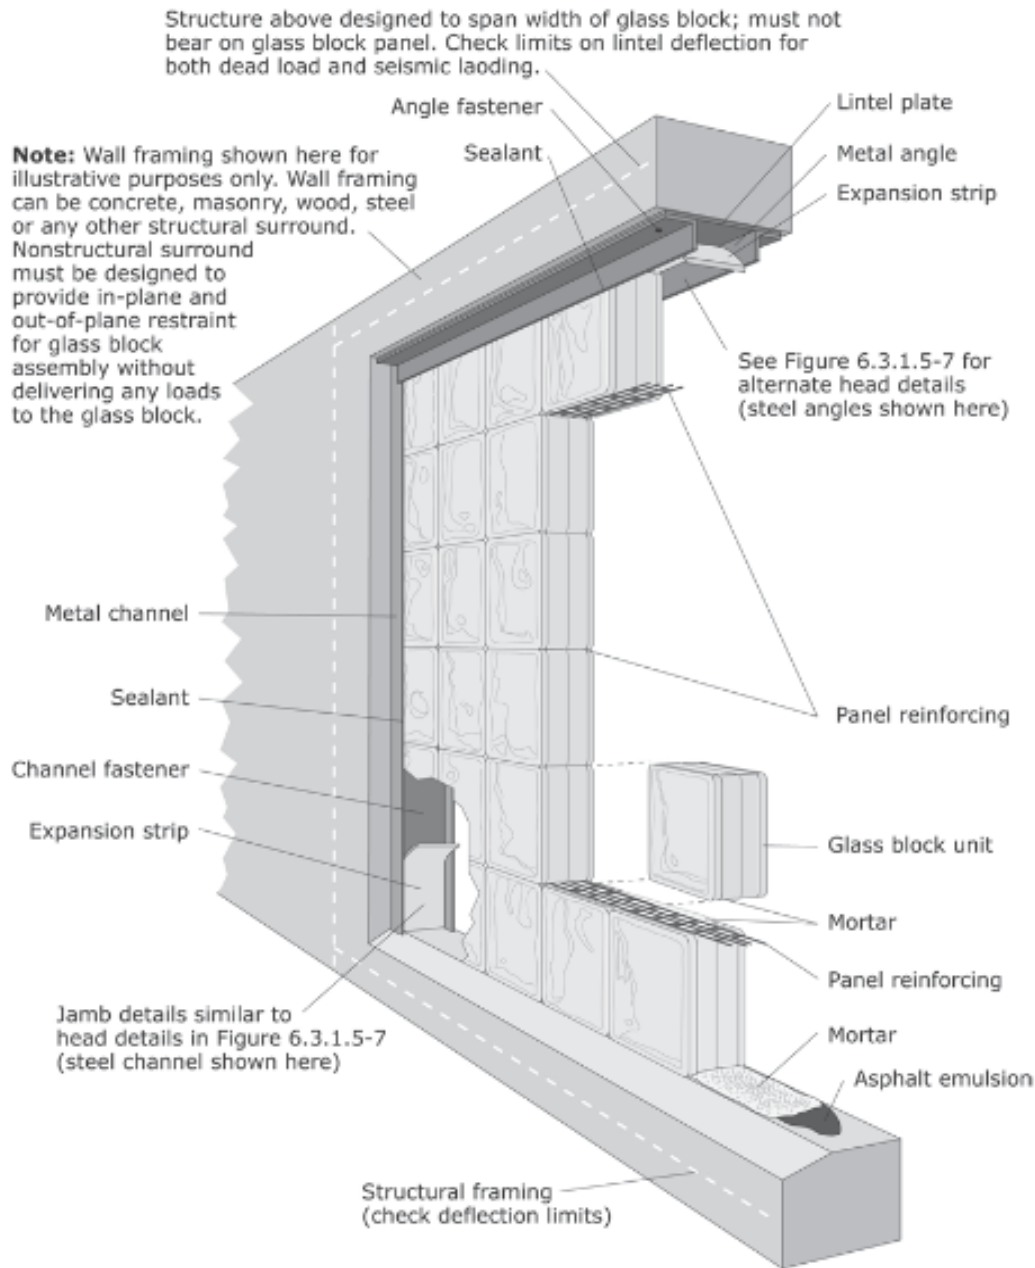 Structure above designed to span width of glass block; must not
bear on glass block panel. Check limits on lintel deflection for
both dead load and seismic laoding.
Angle fastener
Sealant
Lintel plate
Metal angle
Expansion strip
Note: Wall framing shown here for
illustrative purposes only. Wall framing
can be concrete, masonry, wood, steel
or any other structural surround.
Nonstructural surround
must be designed to
provide in-plane and
out-of-plane restraint
for glass block
assembly without
delivering any loads
to the glass block.
See Figure 6.3.1.5-7 for
alternate head details
(steel angles shown here)
Metal channel
Sealant
Channel fastener
Expansion strip
Panel reinforcing
Glass block unit
Mortar
Panel reinforcing
Jamb details similar to
head details in Figure 6.3.1.5-7
(steel channel shown here)
Mortar
Asphalt emulsion
Structural framing
(check deflection limits)